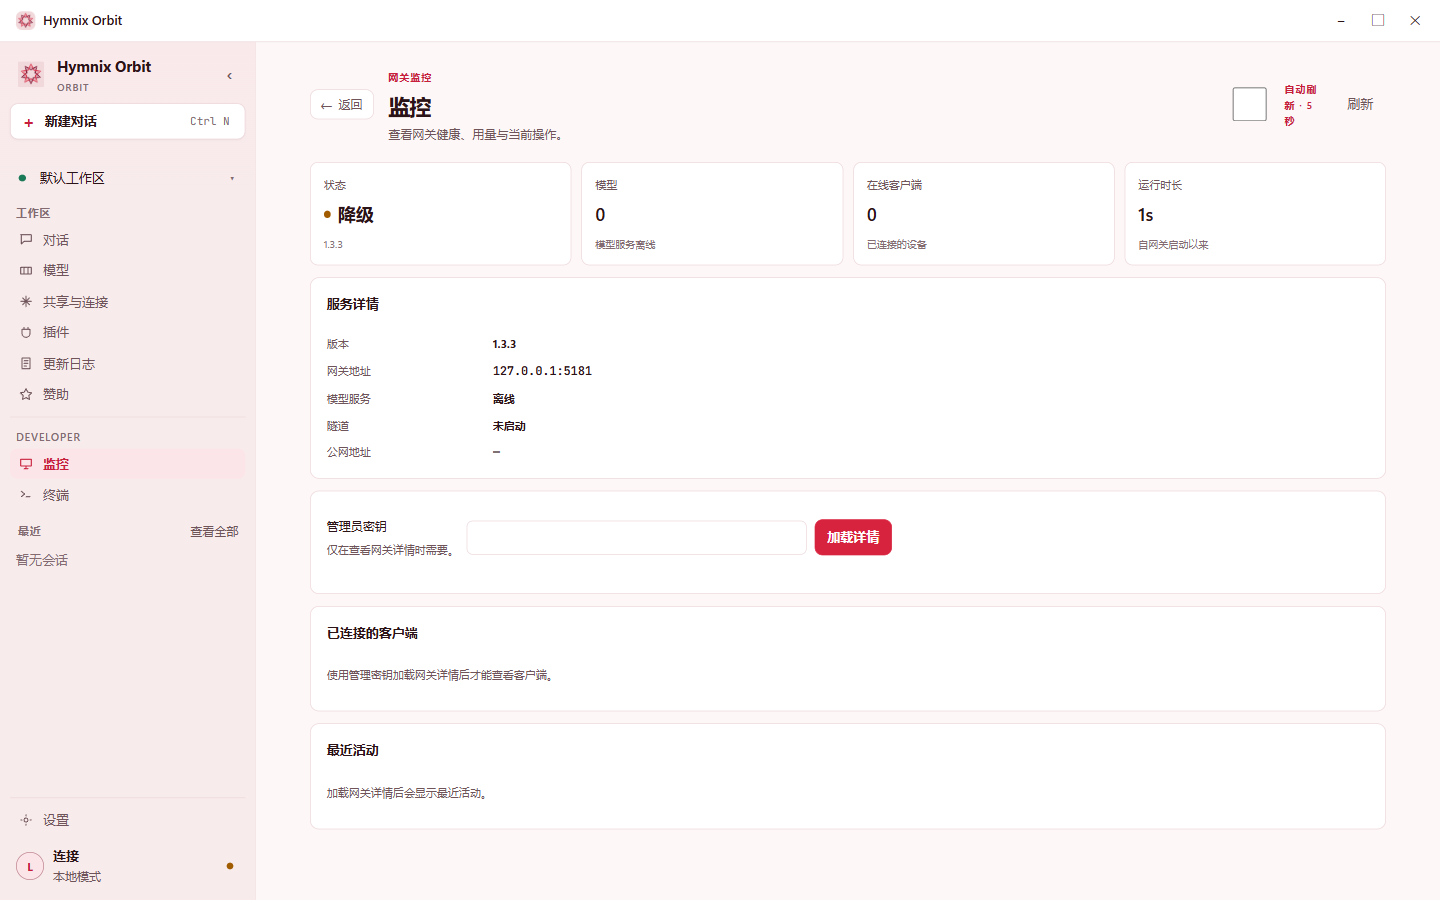 Hymnix Orbit
Hymnix Orbit
ORBIT
新建对话
Ctrl N
默认工作区
工作区
对话
模型
共享与连接
插件
更新日志
赞助
DEVELOPER
监控
终端
最近
查看全部
暂无会话
设置
L
连接
本地模式
← 返回
网关监控
监控
查看网关健康、用量与当前操作。
自动刷
新 · 5
秒
刷新
状态
降级
1.3.3
模型
0
模型服务离线
在线客户端
0
已连接的设备
运行时长
1s
自网关启动以来
服务详情
版本
1.3.3
网关地址
127.0.0.1:5181
模型服务
离线
隧道
未启动
公网地址
—
管理员密钥
仅在查看网关详情时需要。
加载详情
已连接的客户端
使用管理密钥加载网关详情后才能查看客户端。
最近活动
加载网关详情后会显示最近活动。